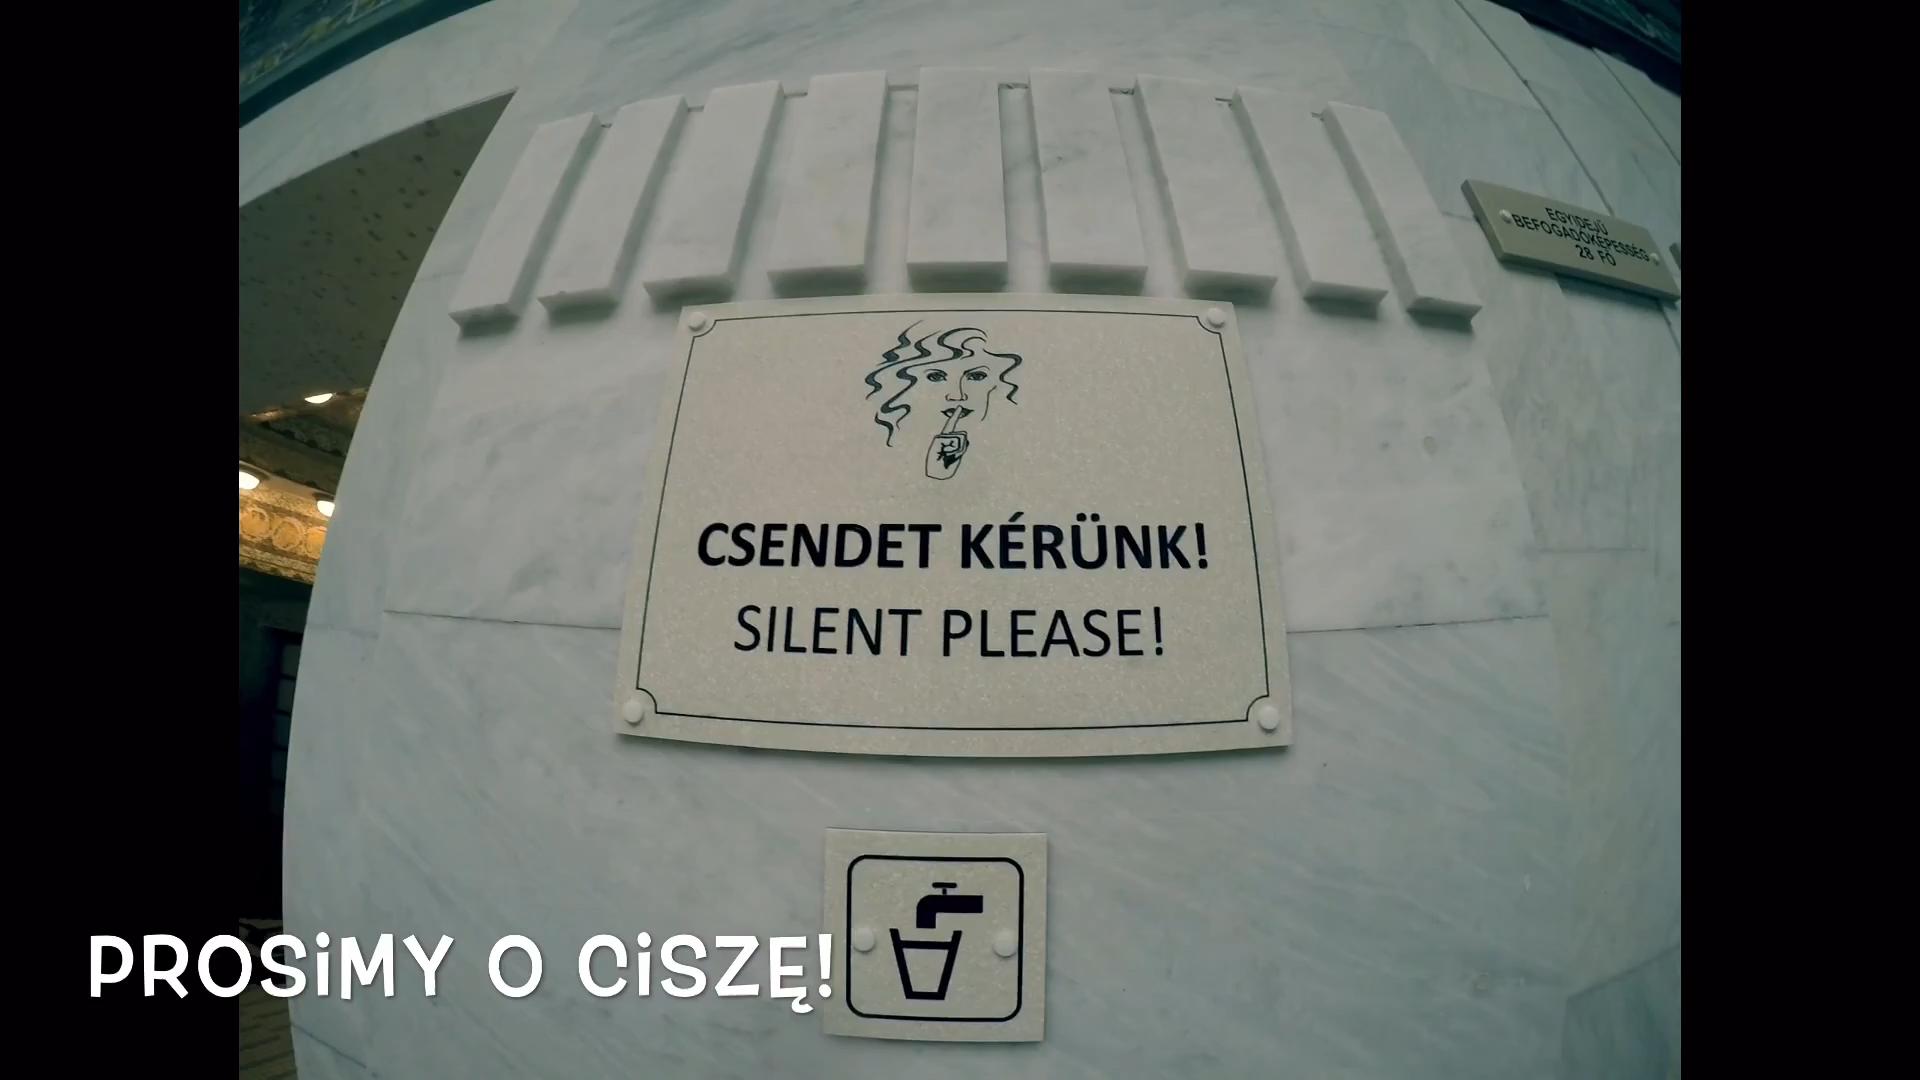 EGYIDEJŰ
BEFOGADÓKÉPESSÉG
28 FŐ
CSENDET KÉRÜNK!
SILENT PLEASE!
PROSiMY O CiSZĘ!